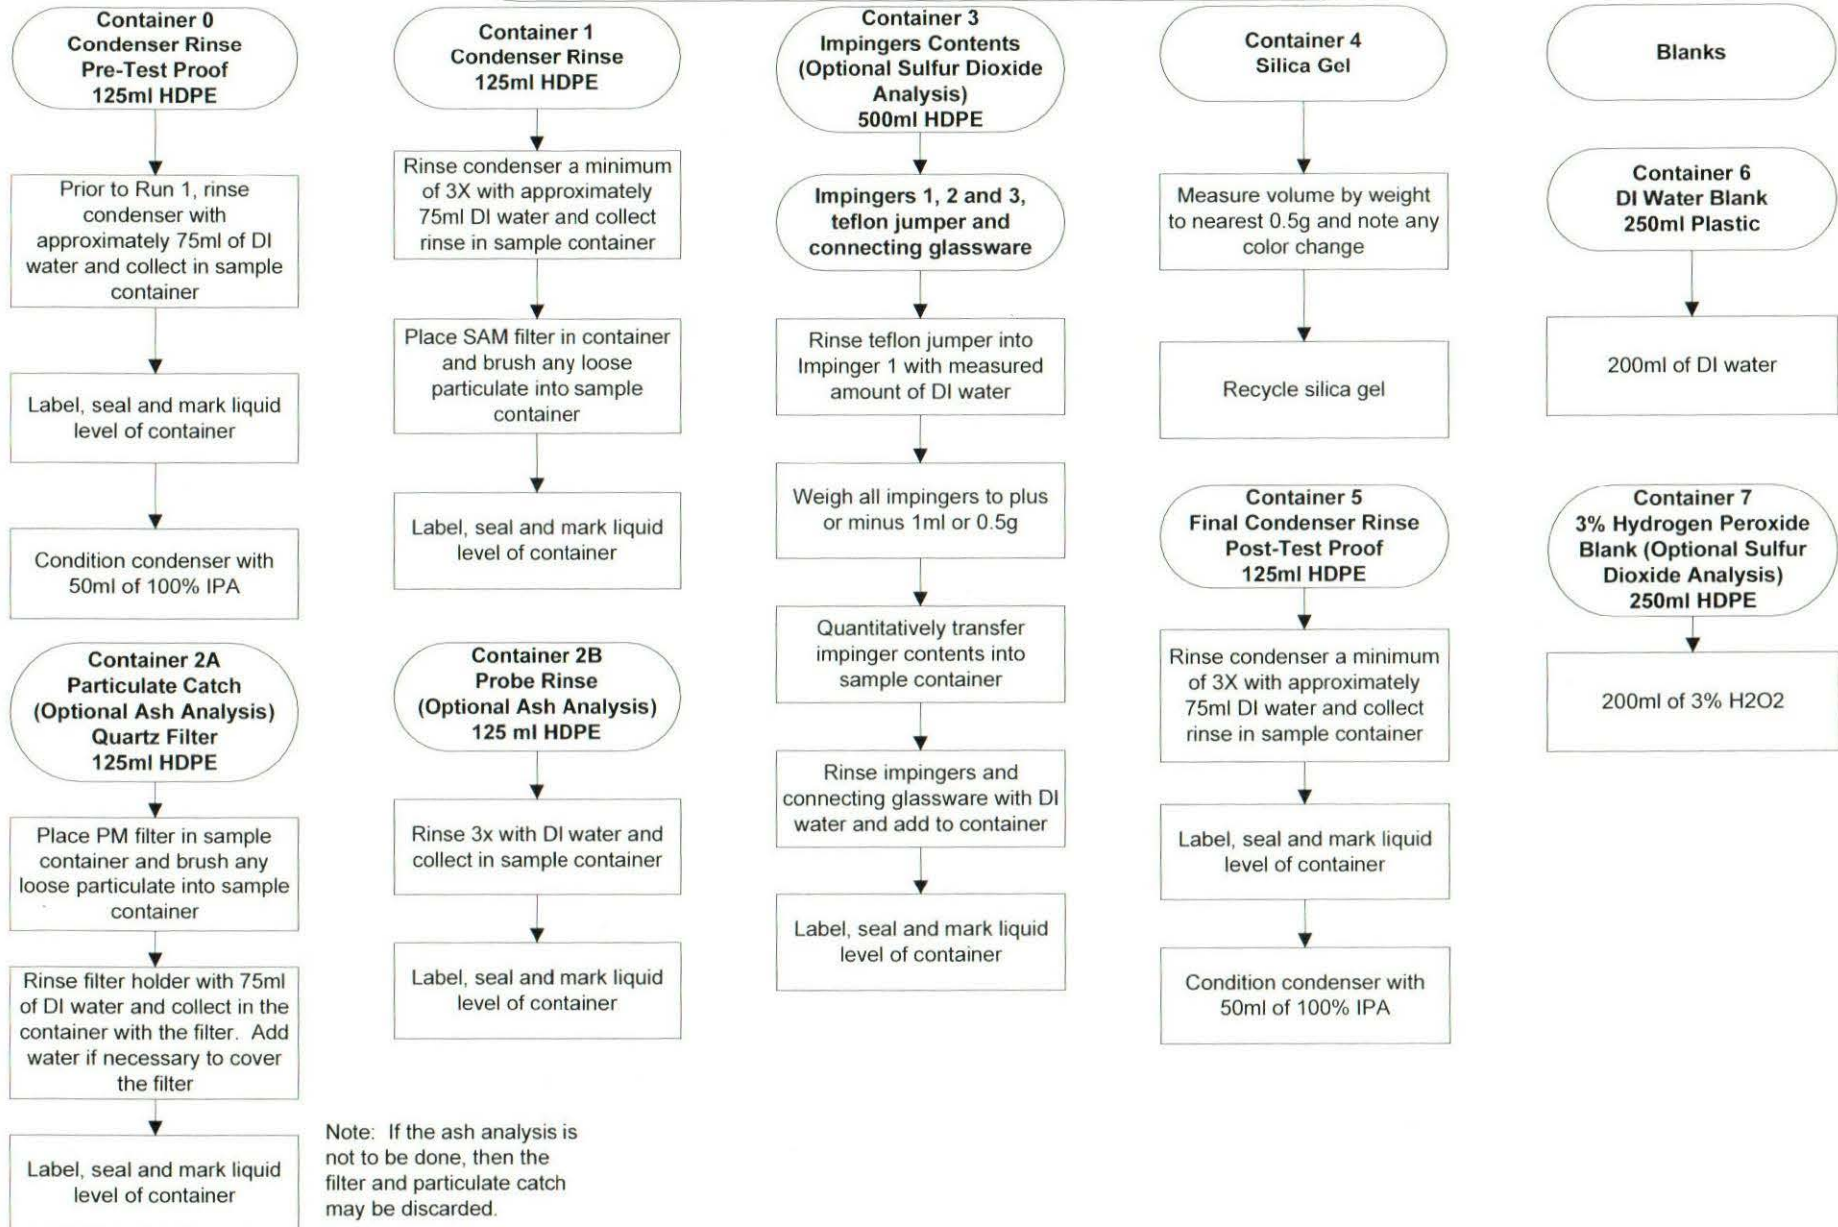 Container 0
Condenser Rinse
Pre-Test Proof
125ml HDPE
Prior to Run 1, rinse
condenser with
approximately 75ml of DI
water and collect in sample
container
Label, seal and mark liquid
level of container
Condition condenser with
50ml of 100% IPA
Container 2A
Particulate Catch
(Optional Ash Analysis)
Quartz Filter
125ml HDPE
Place PM filter in sample
container and brush any
loose particulate into sample
container
Rinse filter holder with 75ml
of DI water and collect in the
container with the filter. Add
water if necessary to cover
the filter
Label, seal and mark liquid
level of container
Container 1
Condenser Rinse
125ml HDPE
Rinse condenser a minimum
of 3X with approximately
75ml DI water and collect
rinse in sample container
Place SAM filter in container
and brush any loose
particulate into sample
container
Label, seal and mark liquid
level of container
Container 2B
Probe Rinse
(Optional Ash Analysis)
125 ml HDPE
Rinse 3x with DI water and
collect in sample container
Label, seal and mark liquid
level of container
Note: If the ash analysis is
not to be done, then the
filter and particulate catch
may be discarded.
Container 3
Impingers Contents
(Optional Sulfur Dioxide
Analysis)
500ml HDPE
Impingers 1, 2 and 3,
teflon jumper and
connecting glassware
Rinse teflon jumper into
Impinger 1 with measured
amount of DI water
Weigh all impingers to plus
or minus 1ml or 0.5g
Quantitatively transfer
impinger contents into
sample container
Rinse impingers and
connecting glassware with DI
water and add to container
Label, seal and mark liquid
level of container
Container 4
Silica Gel
Measure volume by weight
to nearest 0.5g and note any
color change
Recycle silica gel
Container 5
Final Condenser Rinse
Post-Test Proof
125ml HDPE
Rinse condenser a minimum
of 3X with approximately
75ml DI water and collect
rinse in sample container
Label, seal and mark liquid
level of container
Condition condenser with
50ml of 100% IPA
Blanks
Container 6
DI Water Blank
250ml Plastic
200ml of DI water
Container 7
3% Hydrogen Peroxide
Blank (Optional Sulfur
Dioxide Analysis)
250ml HDPE
200ml of 3% H2O2